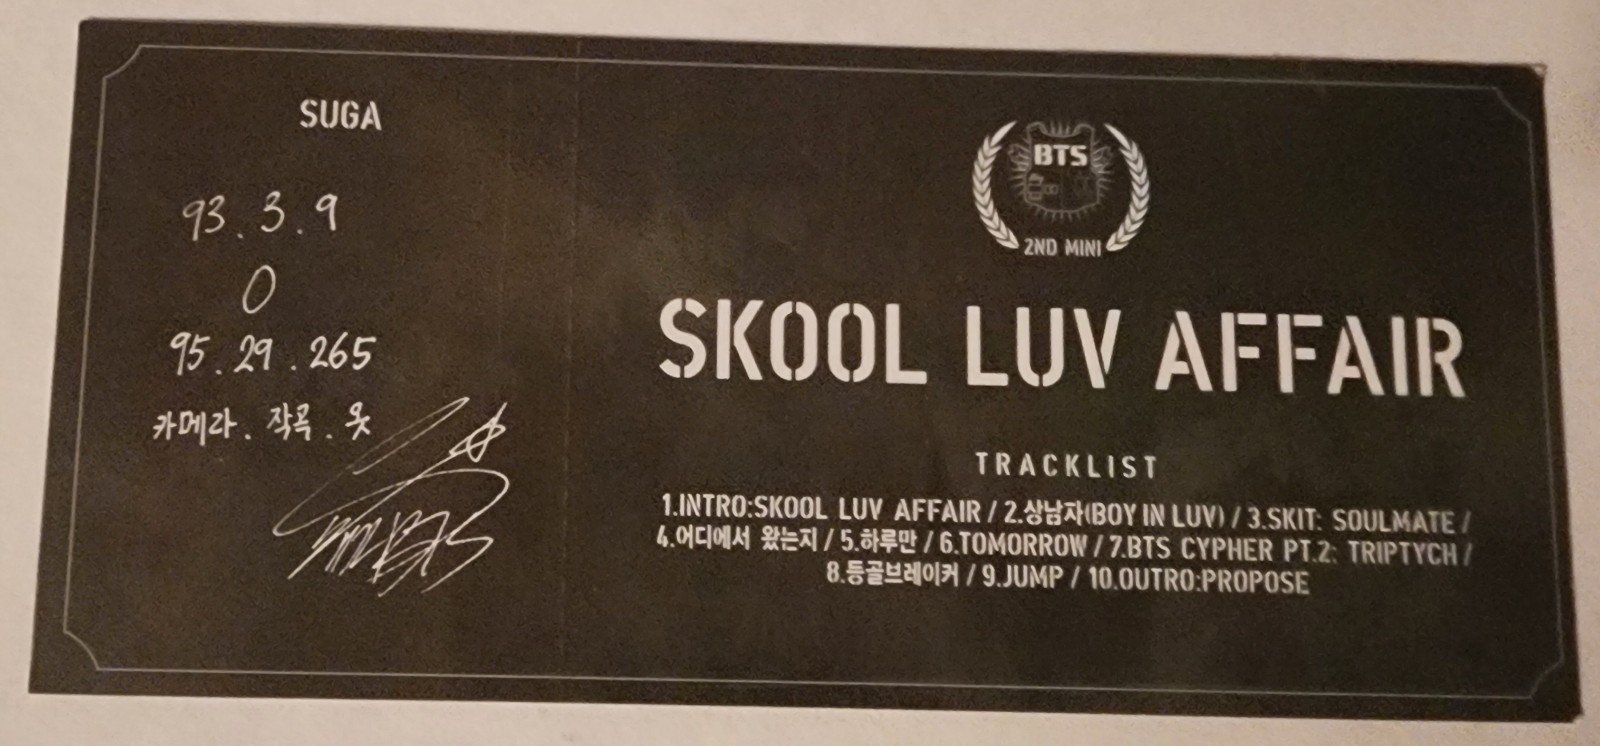 SUGA
93.3.9
O
95.29.265
카메라.작곡.옷
BTS
2ND MINI
SKOOL LUV AFFAIR
TRACKLIST
1.INTRO:SKOOL LUV AFFAIR / 2.상남자(BOY IN LUV) / 3.SKIT: SOULMATE /
4.어디에서 왔는지 / 5.하루만 / 6.TOMORROW / 7.BTS CYPHER PT.2: TRIPTYCH /
8.등골브레이커 / 9.JUMP / 10.OUTRO:PROPOSE